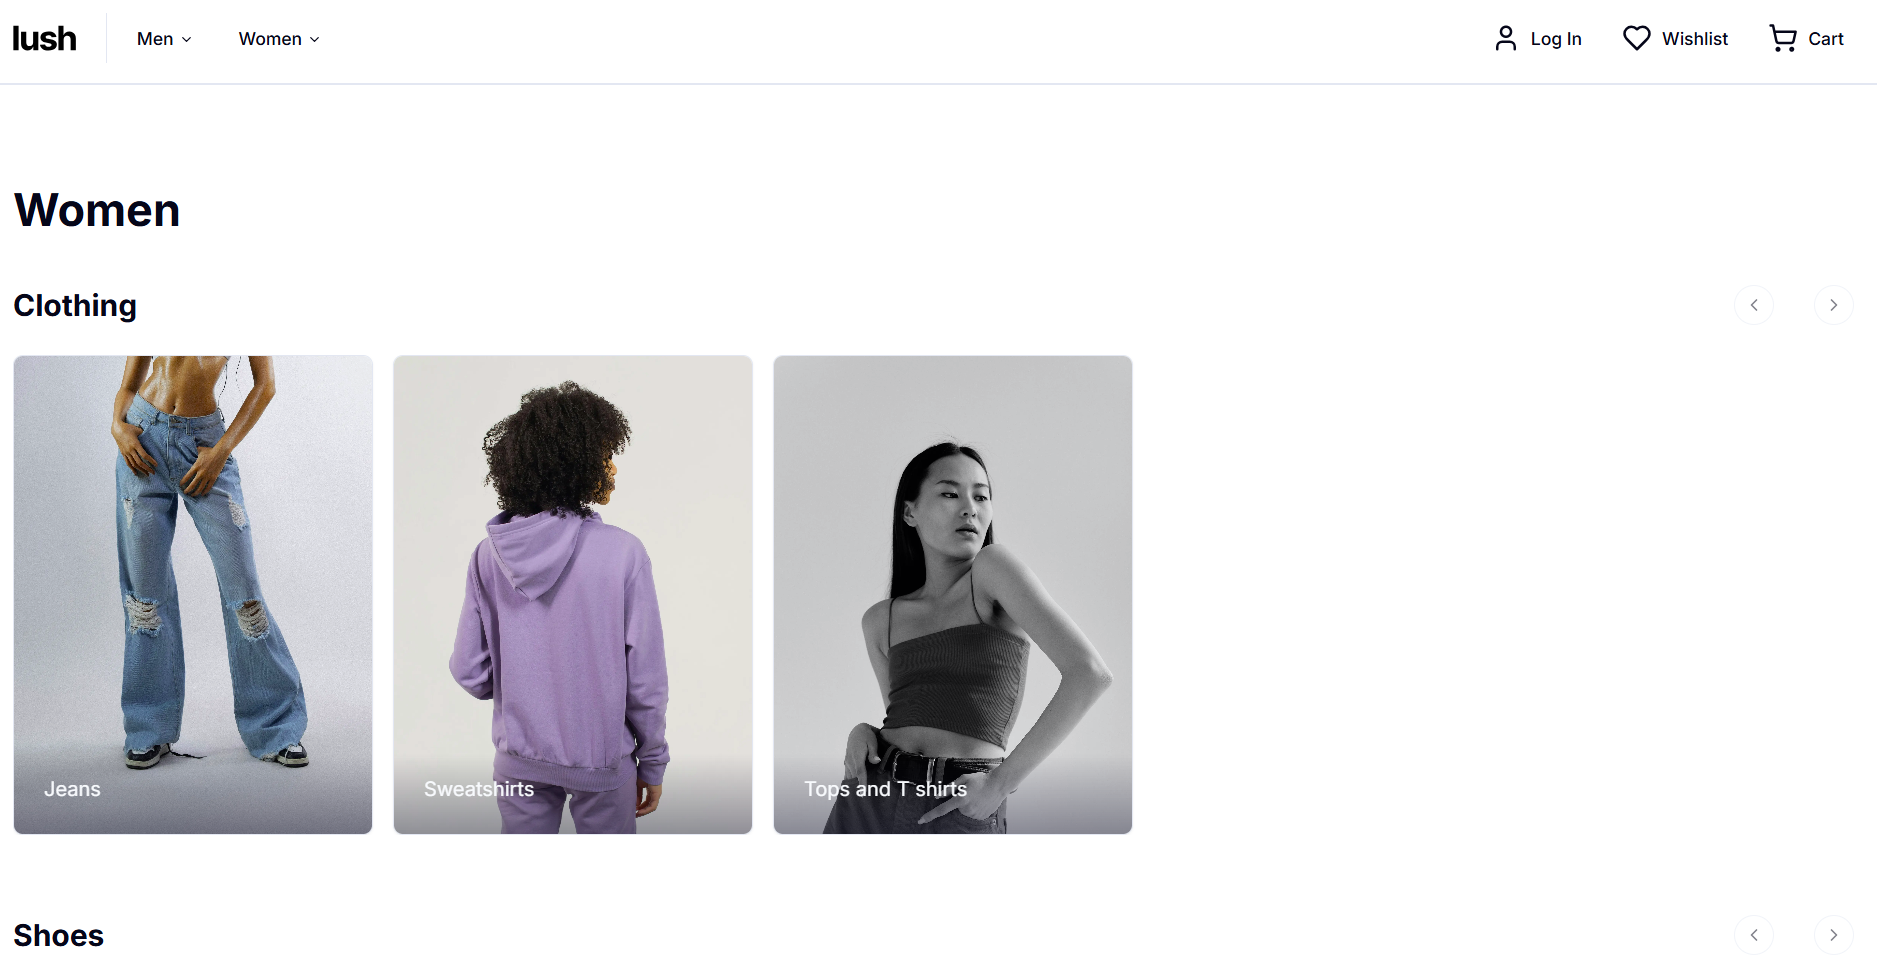 lush
Men
Women
Log In
Wishlist
Cart
Women
Clothing
Jeans
Sweatshirts
Tops and T shirts
Shoes